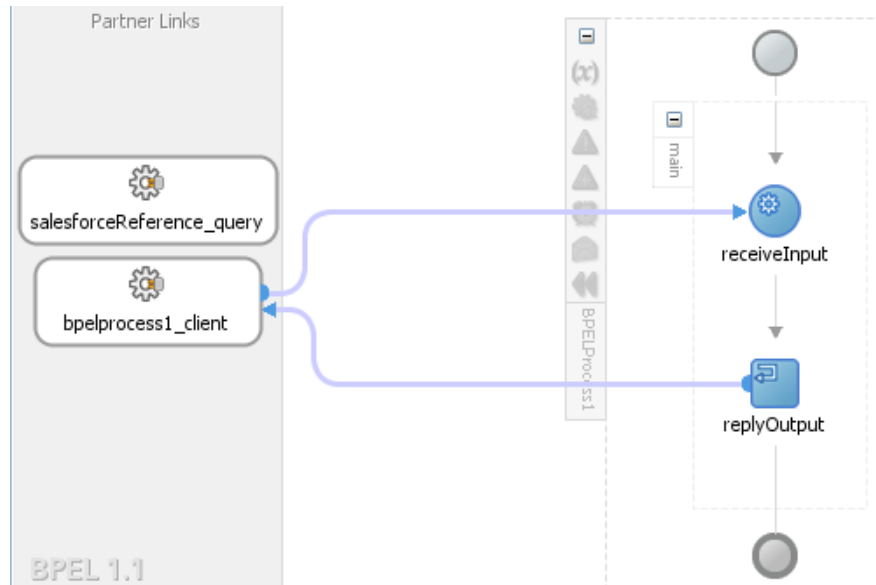 Partner Links
salesforceReference_query
bpelprocess1_client
(x)
main
receiveInput
BPELProcess1
replyOutput
BPEL 1.1